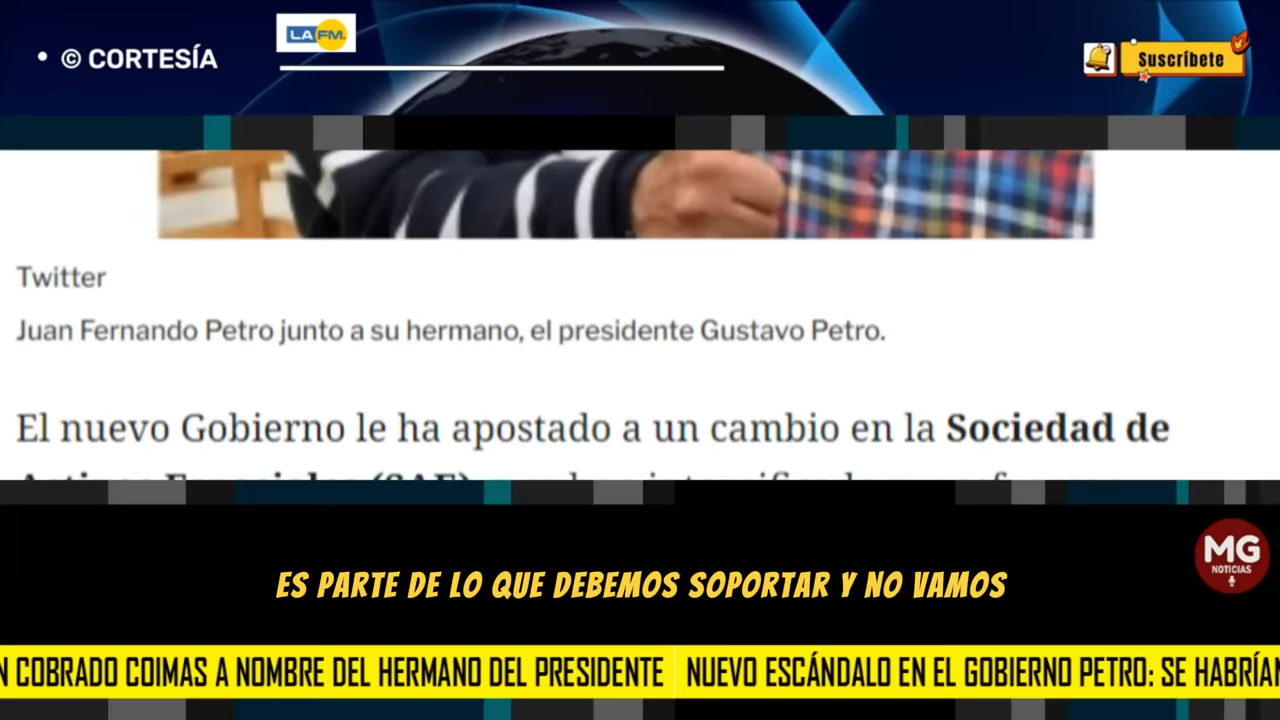 © CORTESÍA
LA FM
Suscríbete
Twitter
Juan Fernando Petro junto a su hermano, el presidente Gustavo Petro.
El nuevo Gobierno le ha apostado a un cambio en la Sociedad de
MG
NOTICIAS
ES PARTE DE LO QUE DEBEMOS SOPORTAR Y NO VAMOS
N COBRADO COIMAS A NOMBRE DEL HERMANO DEL PRESIDENTE NUEVO ESCÁNDALO EN EL GOBIERNO PETRO: SE HABRÍAN